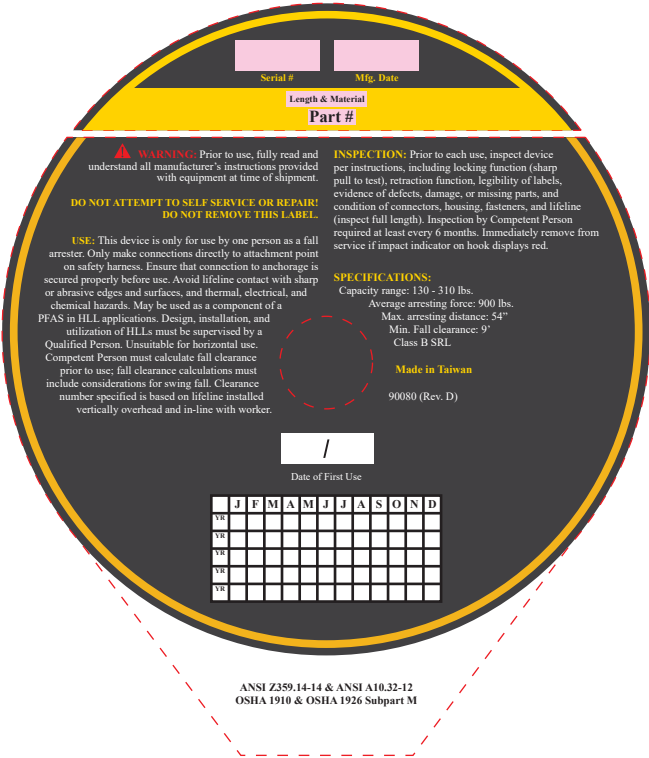 Serial #
Mfg. Date
Length & Material
Part #
WARNING: Prior to use, fully read and
understand all manufacturer’s instructions provided
with equipment at time of shipment.
DO NOT ATTEMPT TO SELF SERVICE OR REPAIR!
DO NOT REMOVE THIS LABEL.
USE: This device is only for use by one person as a fall
arrester. Only make connections directly to attachment point
on safety harness. Ensure that connection to anchorage is
secured properly before use. Avoid lifeline contact with sharp
or abrasive edges and surfaces, and thermal, electrical, and
chemical hazards. May be used as a component of a
PFAS in HLL applications. Design, installation, and
utilization of HLLs must be supervised by a
Qualified Person. Unsuitable for horizontal use.
Competent Person must calculate fall clearance
prior to use; fall clearance calculations must
include considerations for swing fall. Clearance
number specified is based on lifeline installed
vertically overhead and in-line with worker.
INSPECTION: Prior to each use, inspect device
per instructions, including locking function (sharp
pull to test), retraction function, legibility of labels,
evidence of defects, damage, or missing parts, and
condition of connectors, housing, fasteners, and lifeline
(inspect full length). Inspection by Competent Person
required at least every 6 months. Immediately remove from
service if impact indicator on hook displays red.
SPECIFICATIONS:
Capacity range: 130 - 310 lbs.
Average arresting force: 900 lbs.
Max. arresting distance: 54”
Min. Fall clearance: 9’
Class B SRL
Made in Taiwan
90080 (Rev. D)
/
Date of First Use
J F M A M J J A S O N D
YR
YR
YR
YR
YR
ANSI Z359.14-14 & ANSI A10.32-12
OSHA 1910 & OSHA 1926 Subpart M